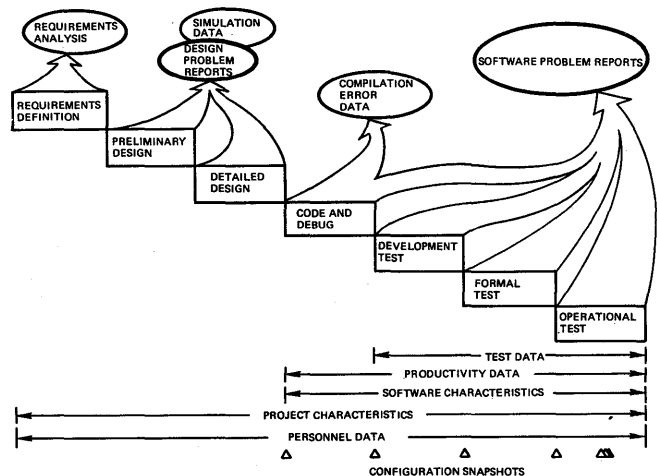 REQUIREMENTS
ANALYSIS
SIMULATION
DATA
DESIGN
PROBLEM
REPORTS
COMPILATION
ERROR
DATA
SOFTWARE PROBLEM REPORTS
REQUIREMENTS
DEFINITION
PRELIMINARY
DESIGN
DETAILED
DESIGN
CODE AND
DEBUG
DEVELOPMENT
TEST
FORMAL
TEST
OPERATIONAL
TEST
TEST DATA
PRODUCTIVITY DATA
SOFTWARE CHARACTERISTICS
PROJECT CHARACTERISTICS
PERSONNEL DATA
CONFIGURATION SNAPSHOTS